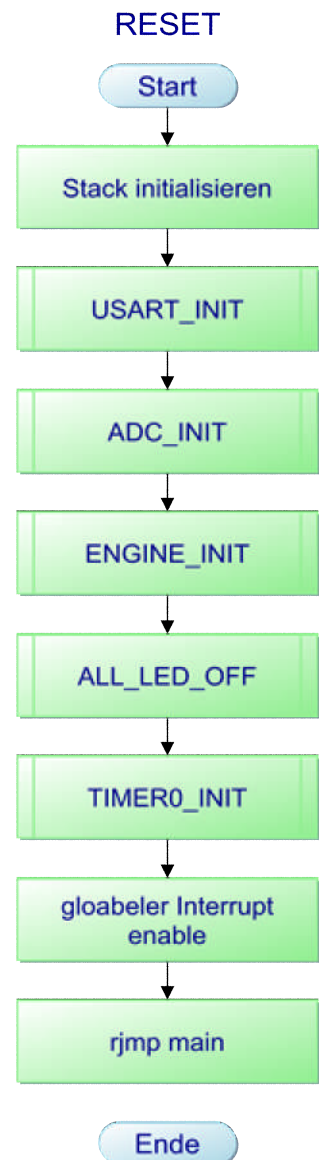 RESET
Start
Stack initialisieren
USART_INIT
ADC_INIT
ENGINE_INIT
ALL_LED_OFF
TIMER0_INIT
gloabeler Interrupt
enable
rjmp main
Ende